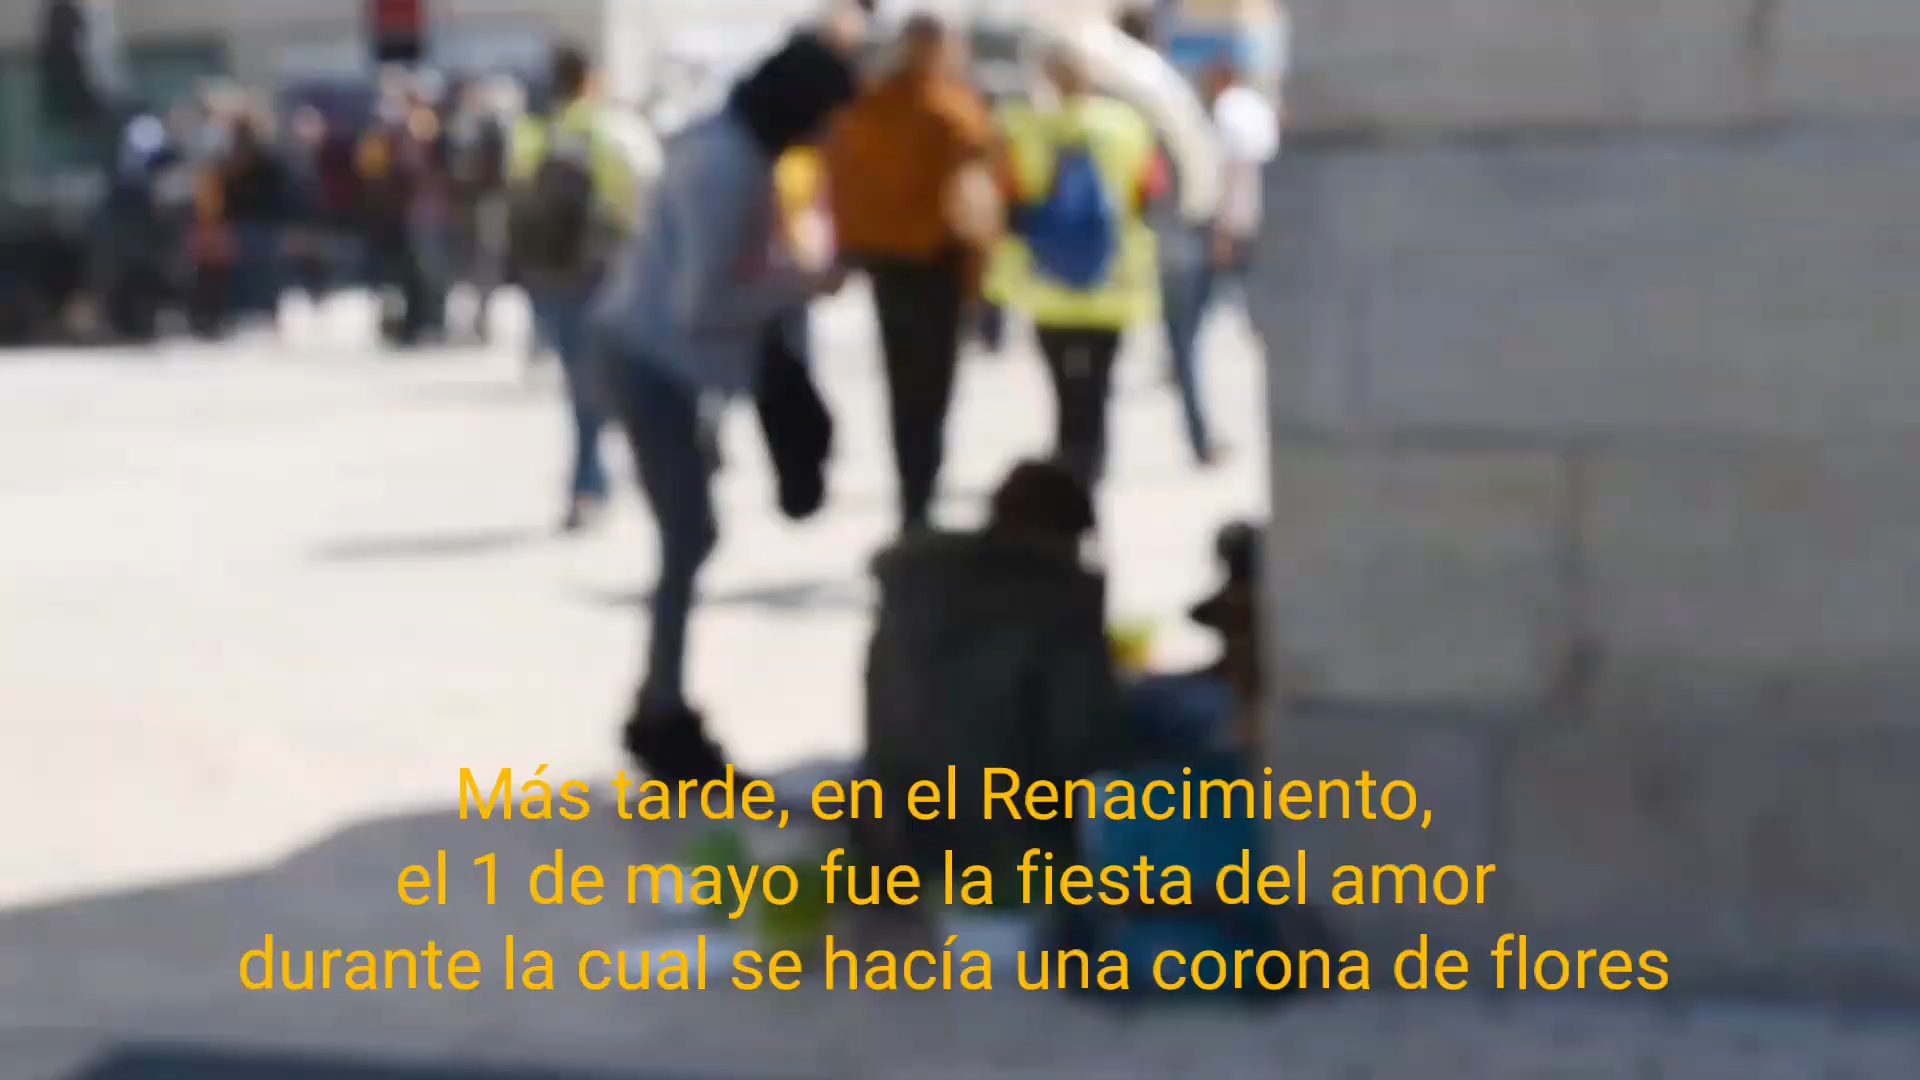 Más tarde, en el Renacimiento,
el 1 de mayo fue la fiesta del amor
durante la cual se hacía una corona de flores